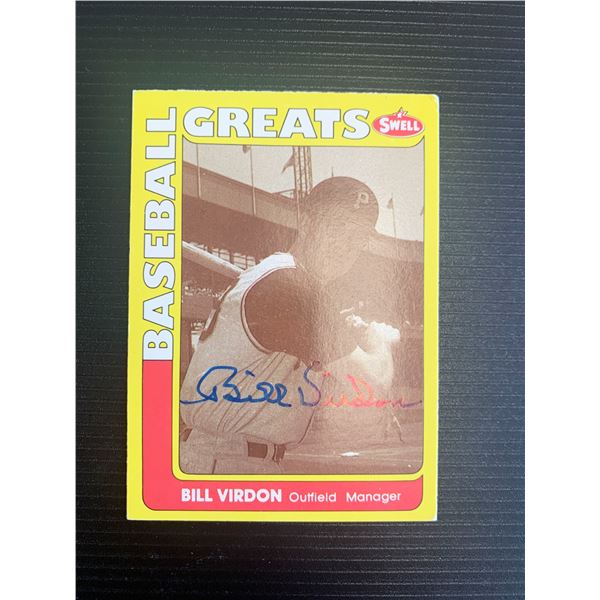 BASEBALL
GREATS
SWELL
P
Bill Virdon
BILL VIRDON Outfield Manager